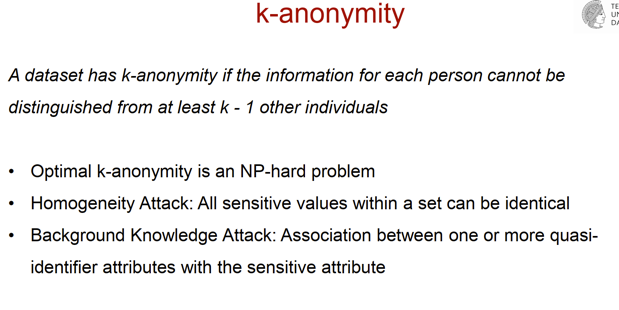 k-anonymity
TE
UN
DA
A dataset has k-anonymity if the information for each person cannot be
distinguished from at least k - 1 other individuals
• Optimal k-anonymity is an NP-hard problem
• Homogeneity Attack: All sensitive values within a set can be identical
• Background Knowledge Attack: Association between one or more quasi-
identifier attributes with the sensitive attribute